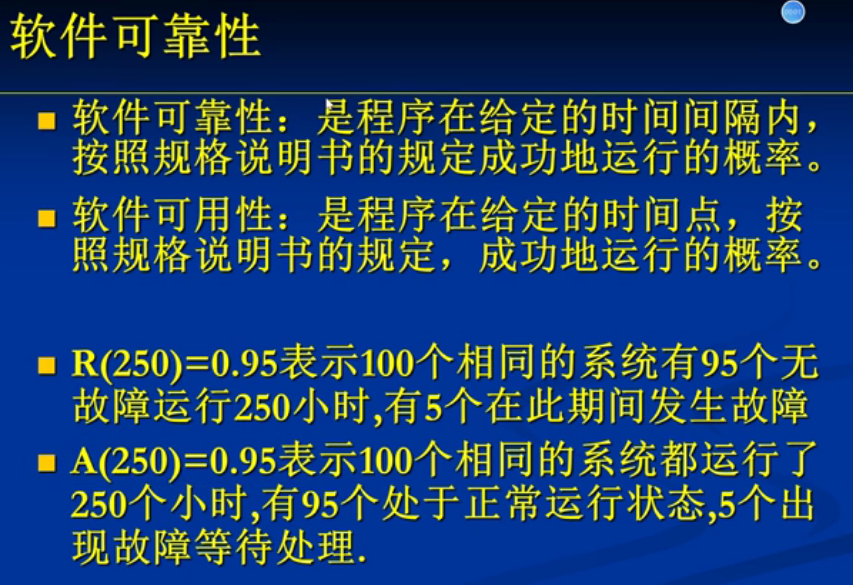 软件可靠性
软件可靠性：是程序在给定的时间间隔内，
按照规格说明书的规定成功地运行的概率。
软件可用性：是程序在给定的时间点，按
照规格说明书的规定，成功地运行的概率。
R(250)=0.95表示100个相同的系统有95个无
故障运行250小时,有5个在此期间发生故障
A(250)=0.95表示100个相同的系统都运行了
250个小时,有95个处于正常运行状态,5个出
现故障等待处理.